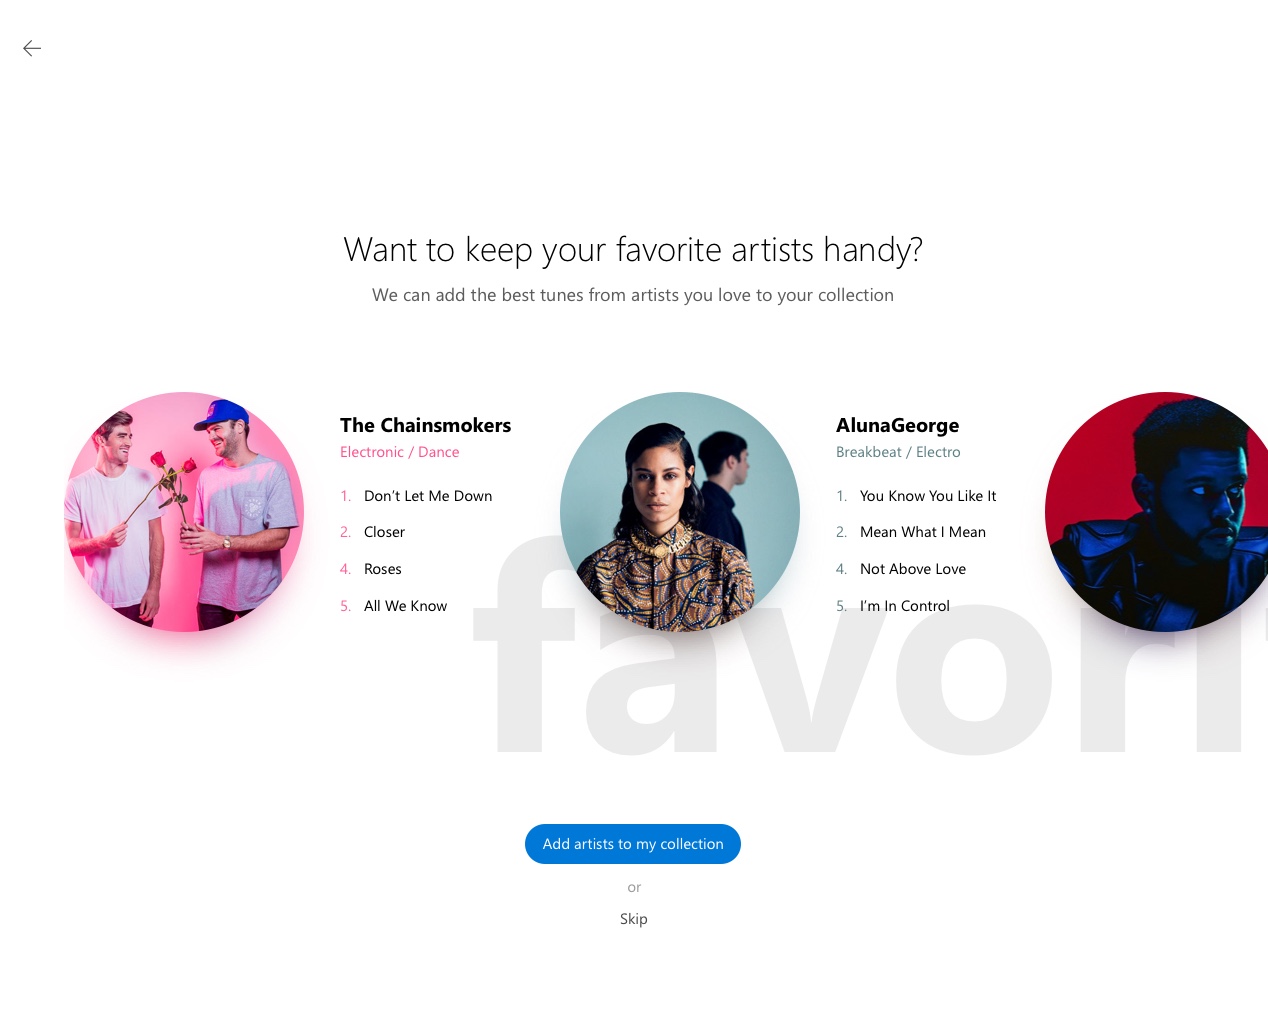 Want to keep your favorite artists handy?
We can add the best tunes from artists you love to your collection
The Chainsmokers
Electronic / Dance
1. Don't Let Me Down
2. Closer
4. Roses
5. All We Know
AlunaGeorge
Breakbeat / Electro
1. You Know You Like It
2. Mean What I Mean
4. Not Above Love
5. I'm In Control
favori
Add artists to my collection
or
Skip